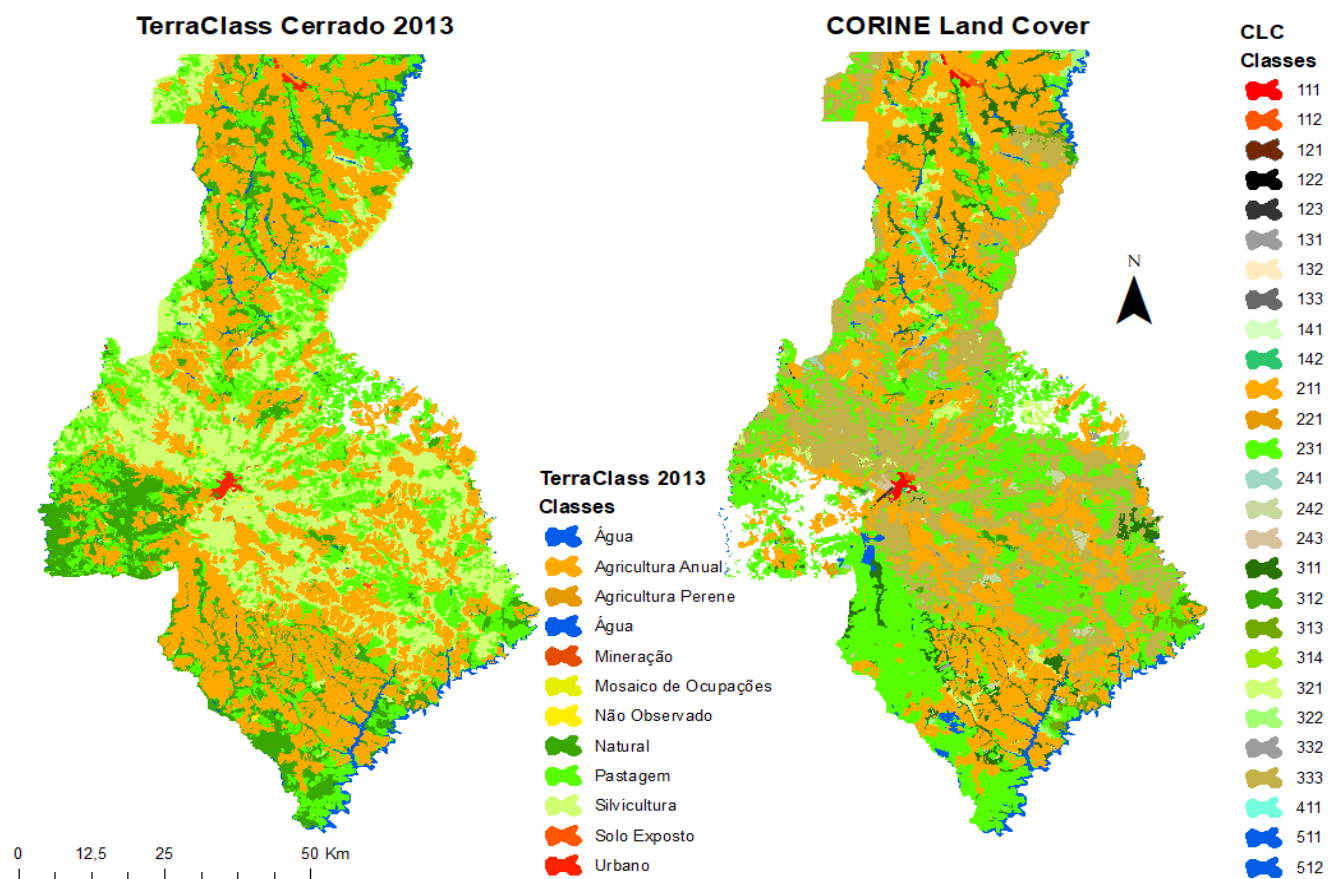 TerraClass Cerrado 2013
CORINE Land Cover
CLC
Classes
111
112
121
122
123
131
132
133
141
142
211
221
231
241
242
243
311
312
313
314
321
322
332
333
411
511
512
N
TerraClass 2013
Classes
Água
Agricultura Anual
Agricultura Perene
Água
Mineração
Mosaico de Ocupações
Não Observado
Natural
Pastagem
Silvicultura
Solo Exposto
Urbano
0 12,5 25 50 Km